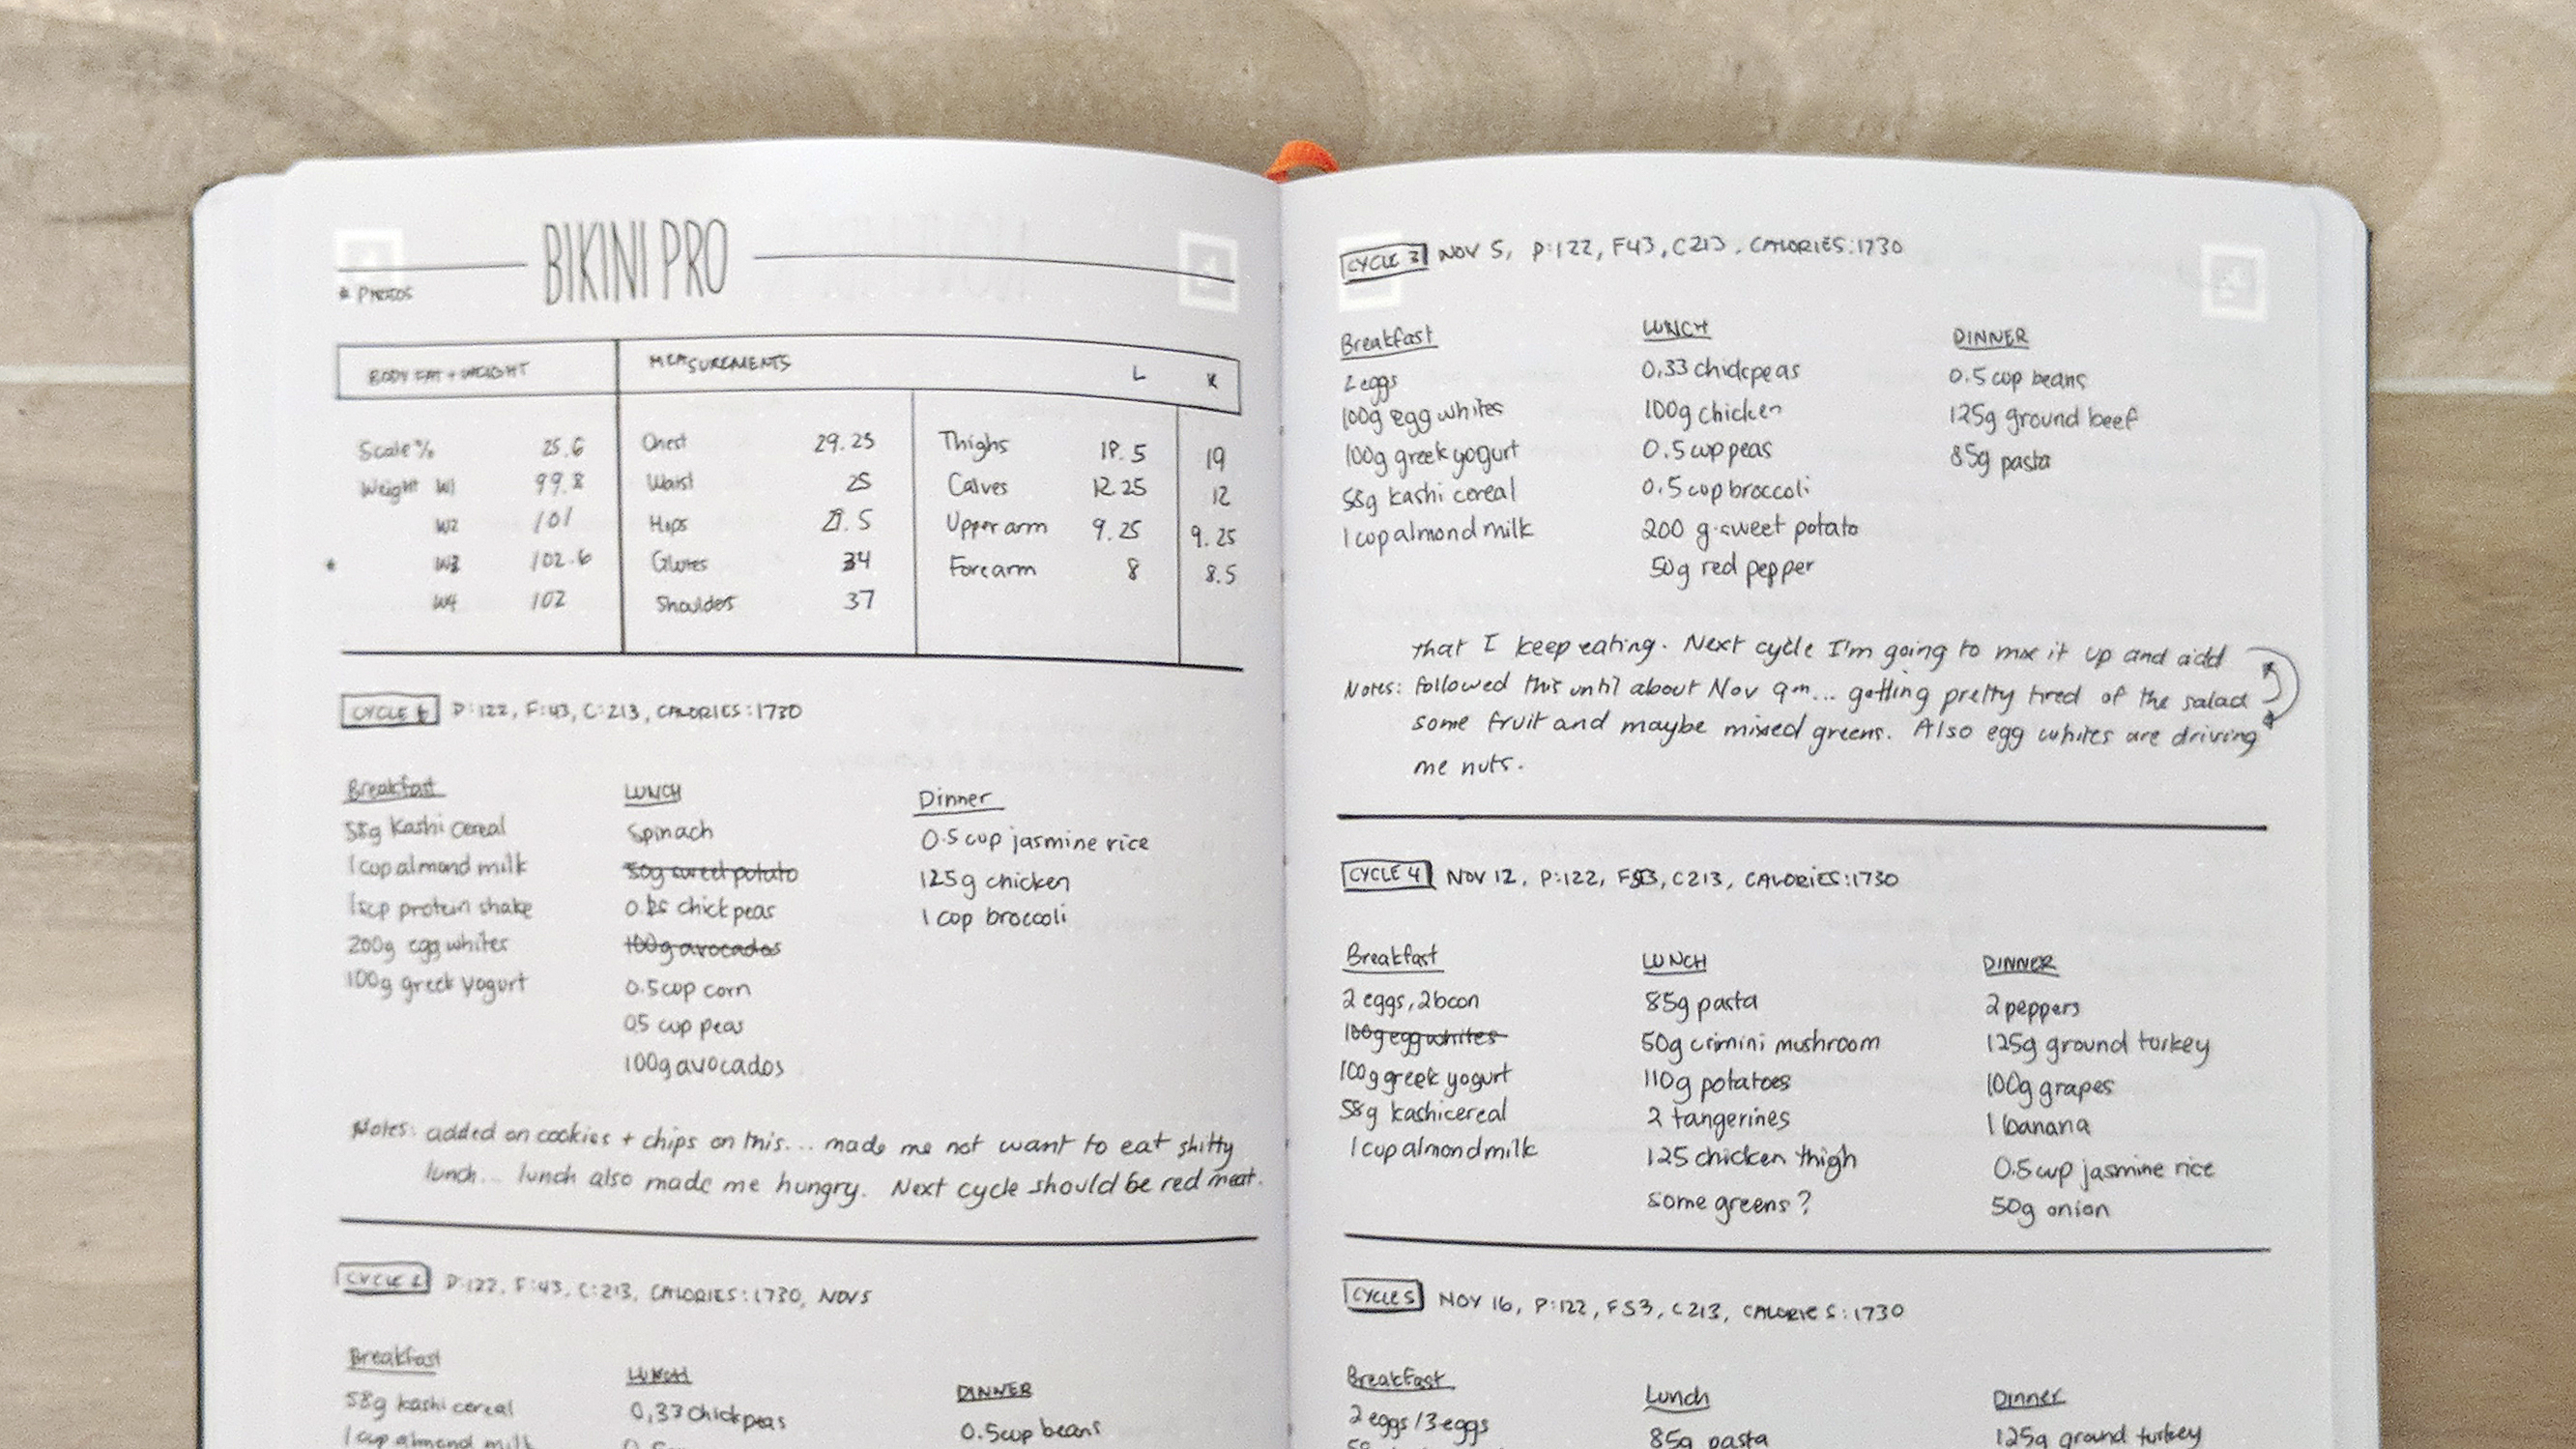 BIKINI PRO
* PHOTOS
BODY FAT + WEIGHT
MEASUREMENTS L R
Scale % 25.6
Weight W1 99.8
W2 101
* W3 102.6
W4 102
Chest 29.25
Waist 25
Hips 29.5
Glutes 34
Shoulders 37
Thighs 18.5 19
Calves 12.25 12
Upper arm 9.25 9.25
Forearm 8 8.5
CYCLE P:122, F:43, C:213, CALORIES:1730
Breakfast
58g Kashi cereal
1 cup almond milk
1scp protein shake
200g egg whites
100g greek yogurt
LUNCH
Spinach
50g sweet potato
chickpeas
100g avocados
0.5cup corn
0.5 cup peas
100g avocados
Dinner
0.5 cup jasmine rice
125g chicken
1 cup broccoli
Notes: added on cookies + chips on this... made me not want to eat shitty
lunch... lunch also made me hungry. Next cycle should be red meat.
CYCLE 2 P:122, F:43, C:213, CALORIES:1730, NOV 5
Breakfast
58g kashi cereal
1 cup almond milk
LUNCH
0,33 chickpeas
DINNER
0.5cup beans
CYCLE 3 NOV 5, P:122, F43, C213, CALORIES:1730
Breakfast
2 eggs
100g egg whites
100g greek yogurt
58g kashi cereal
1 cup almond milk
LUNCH
0,33 chickpeas
100g chicken
0.5 cup peas
0.5 cup broccoli
200 g sweet potato
50g red pepper
DINNER
0.5 cup beans
125g ground beef
85g pasta
that I keep eating. Next cycle I'm going to mix it up and add
Notes: followed this until about Nov 9th... getting pretty tired of the salad
some fruit and maybe mixed greens. Also egg whites are driving
me nuts.
CYCLE 4 NOV 12, P:122, F53, C213, CALORIES:1730
Breakfast
2 eggs, 2 bcon
100g egg whites
100g greek yogurt
58g kashi cereal
1 cup almond milk
LUNCH
85g pasta
50g crimini mushroom
110g potatoes
2 tangerines
125 chicken thigh
some greens?
DINNER
2 peppers
125g ground turkey
100g grapes
1 banana
0.5 cup jasmine rice
50g onion
CYCLE 5 NOV 16, P:122, F53, C213, CALORIES:1730
Breakfast
2 eggs / 3 eggs
Lunch
85g pasta
Dinner
125g ground turkey